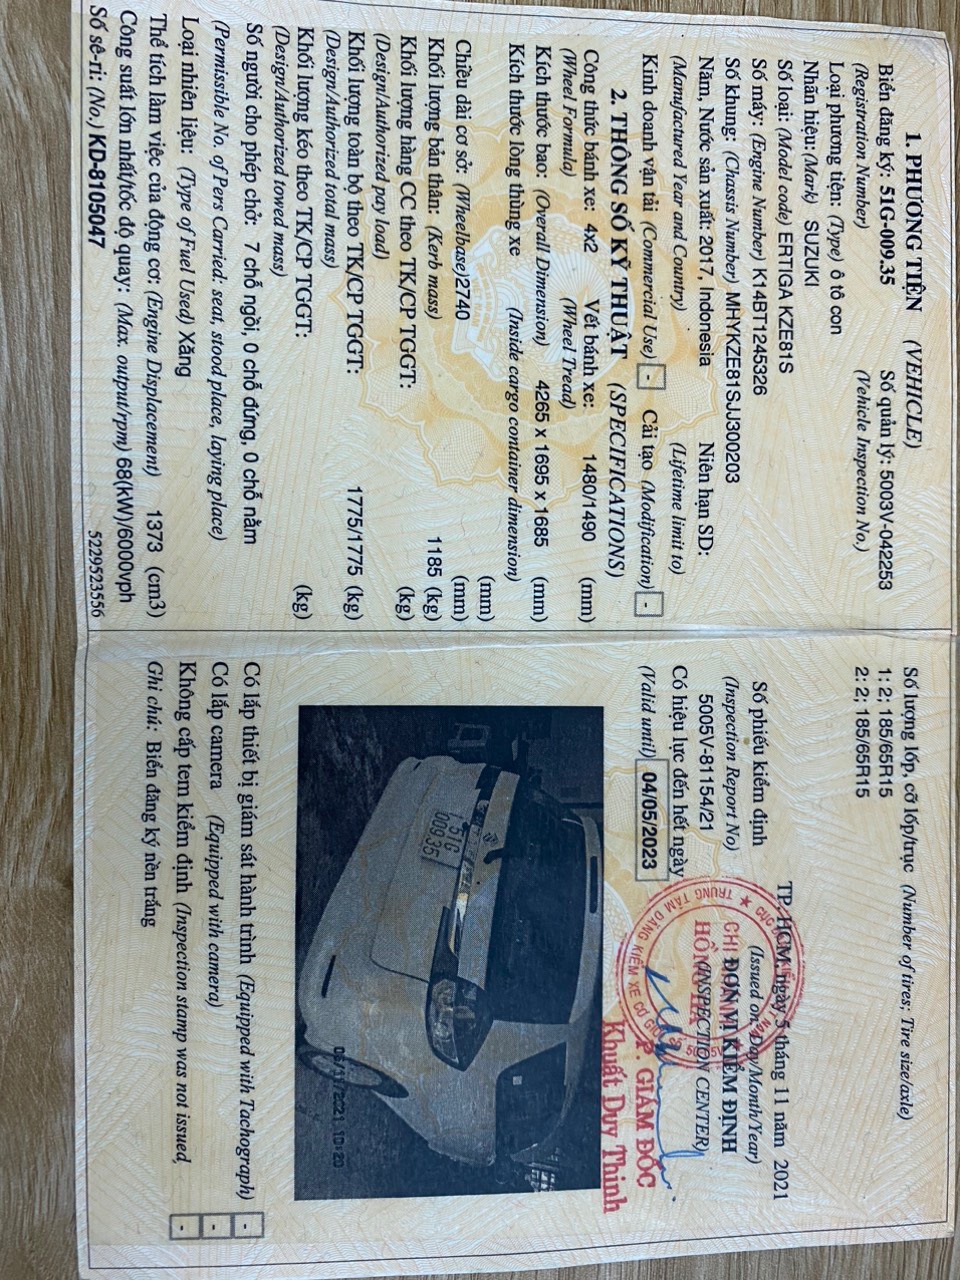 1. PHƯƠNG TIỆN (VEHICLE)
Biển đăng ký: 51G-009.35 Số quản lý: 5003V-042253
(Registration Number) (Vehicle Inspection No.)
Loại phương tiện: (Type) ô tô con
Nhãn hiệu: (Mark) SUZUKI
Số loại: (Model code) ERTIGA KZE81S
Số máy: (Engine Number) K14BT1245326
Số khung: (Chassis Number) MHYKZE81SJJ300203
Năm, Nước sản xuất: 2017, Indonesia Niên hạn SD:
(Manufactured Year and Country) (Lifetime limit to)
Kinh doanh vận tải (Commercial Use) - Cải tạo (Modification) -
2. THÔNG SỐ KỸ THUẬT (SPECIFICATIONS)
Công thức bánh xe: 4x2 Vết bánh xe: 1480/1490 (mm)
(Wheel Formula) (Wheel Tread)
Kích thước bao: (Overall Dimension) 4265 x 1695 x 1685 (mm)
Kích thước lòng thùng xe (Inside cargo container dimension)
(mm)
Chiều dài cơ sở: (Wheelbase)2740 (mm)
Khối lượng bản thân: (Kerb mass) 1185 (kg)
Khối lượng hàng CC theo TK/CP TGGT: (kg)
(Design/Authorized pay load)
Khối lượng toàn bộ theo TK/CP TGGT: 1775/1775 (kg)
(Design/Authorized total mass)
Khối lượng kéo theo TK/CP TGGT: (kg)
(Design/Authorized towed mass)
Số người cho phép chở: 7 chỗ ngồi, 0 chỗ đứng, 0 chỗ nằm
(Permissible No. of Pers Carried: seat, stood place, laying place)
Loại nhiên liệu: (Type of Fuel Used) Xăng
Thể tích làm việc của động cơ: (Engine Displacement) 1373 (cm3)
Công suất lớn nhất/tốc độ quay: (Max. output/rpm) 68(kW)/6000vph
Số sê-ri: (No.) KD-8105047 5229523556
Số lượng lốp, cỡ lốp/trục (Number of tires; Tire size/axle)
1: 2; 185/65R15
2: 2; 185/65R15
TP. HCM, ngày 5 tháng 11 năm 2021
(Issued on: Day/Month/Year)
Số phiếu kiểm định ĐƠN VỊ KIỂM ĐỊNH
(Inspection Report No) (INSPECTION CENTER)
5005V-81154/21
Có hiệu lực đến hết ngày
(Valid until) 04/05/2023
TRUNG TÂM ĐĂNG KIỂM XE CƠ GIỚI
P. GIÁM ĐỐC
Khuất Duy Thịnh
51G
009.35
05/11/2021 10:20
Có lắp thiết bị giám sát hành trình (Equipped with Tachograph) -
Có lắp camera (Equipped with camera) -
Không cấp tem kiểm định (Inspection stamp was not issued) -
Ghi chú: Biển đăng ký nền trắng